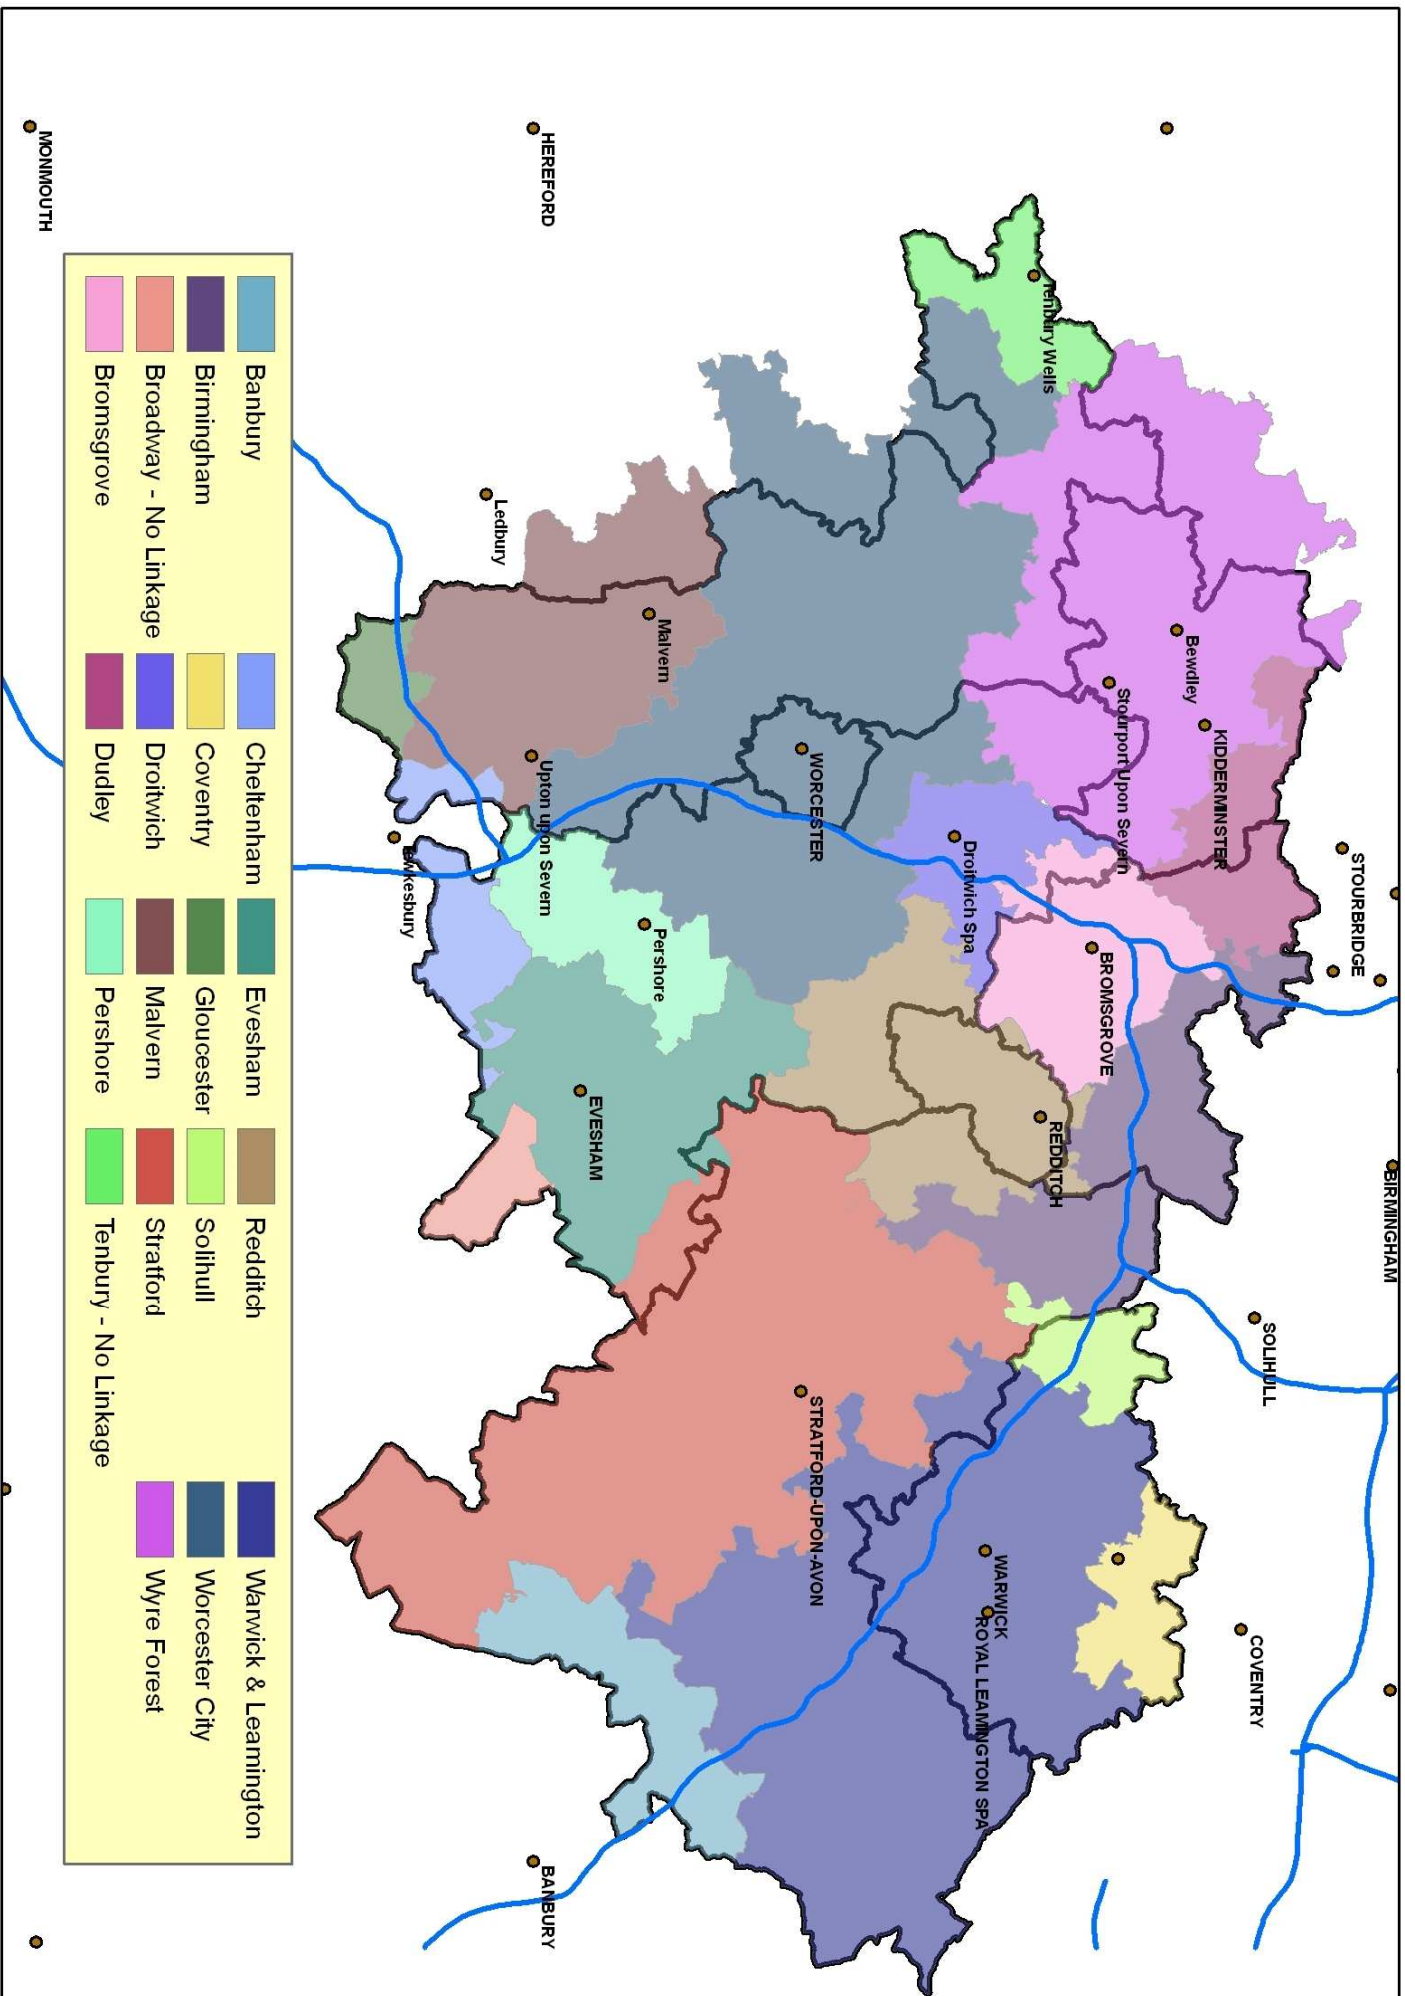 BIRMINGHAM
STOURBRIDGE
SOLIHULL
COVENTRY
KIDDERMINSTER
Bewdley
Stourport Upon Severn
BROMSGROVE
REDDITCH
Tenbury Wells
WARWICK
ROYAL LEAMINGTON SPA
Droitwich Spa
WORCESTER
STRATFORD-UPON-AVON
Malvern
Pershore
EVESHAM
HEREFORD
Upton upon Severn
BANBURY
Ledbury
Tewkesbury
Banbury
Birmingham
Broadway - No Linkage
Bromsgrove
Cheltenham
Coventry
Droitwich
Dudley
Evesham
Gloucester
Malvern
Pershore
Redditch
Solihull
Stratford
Tenbury - No Linkage
Warwick & Leamington
Worcester City
Wyre Forest
MONMOUTH